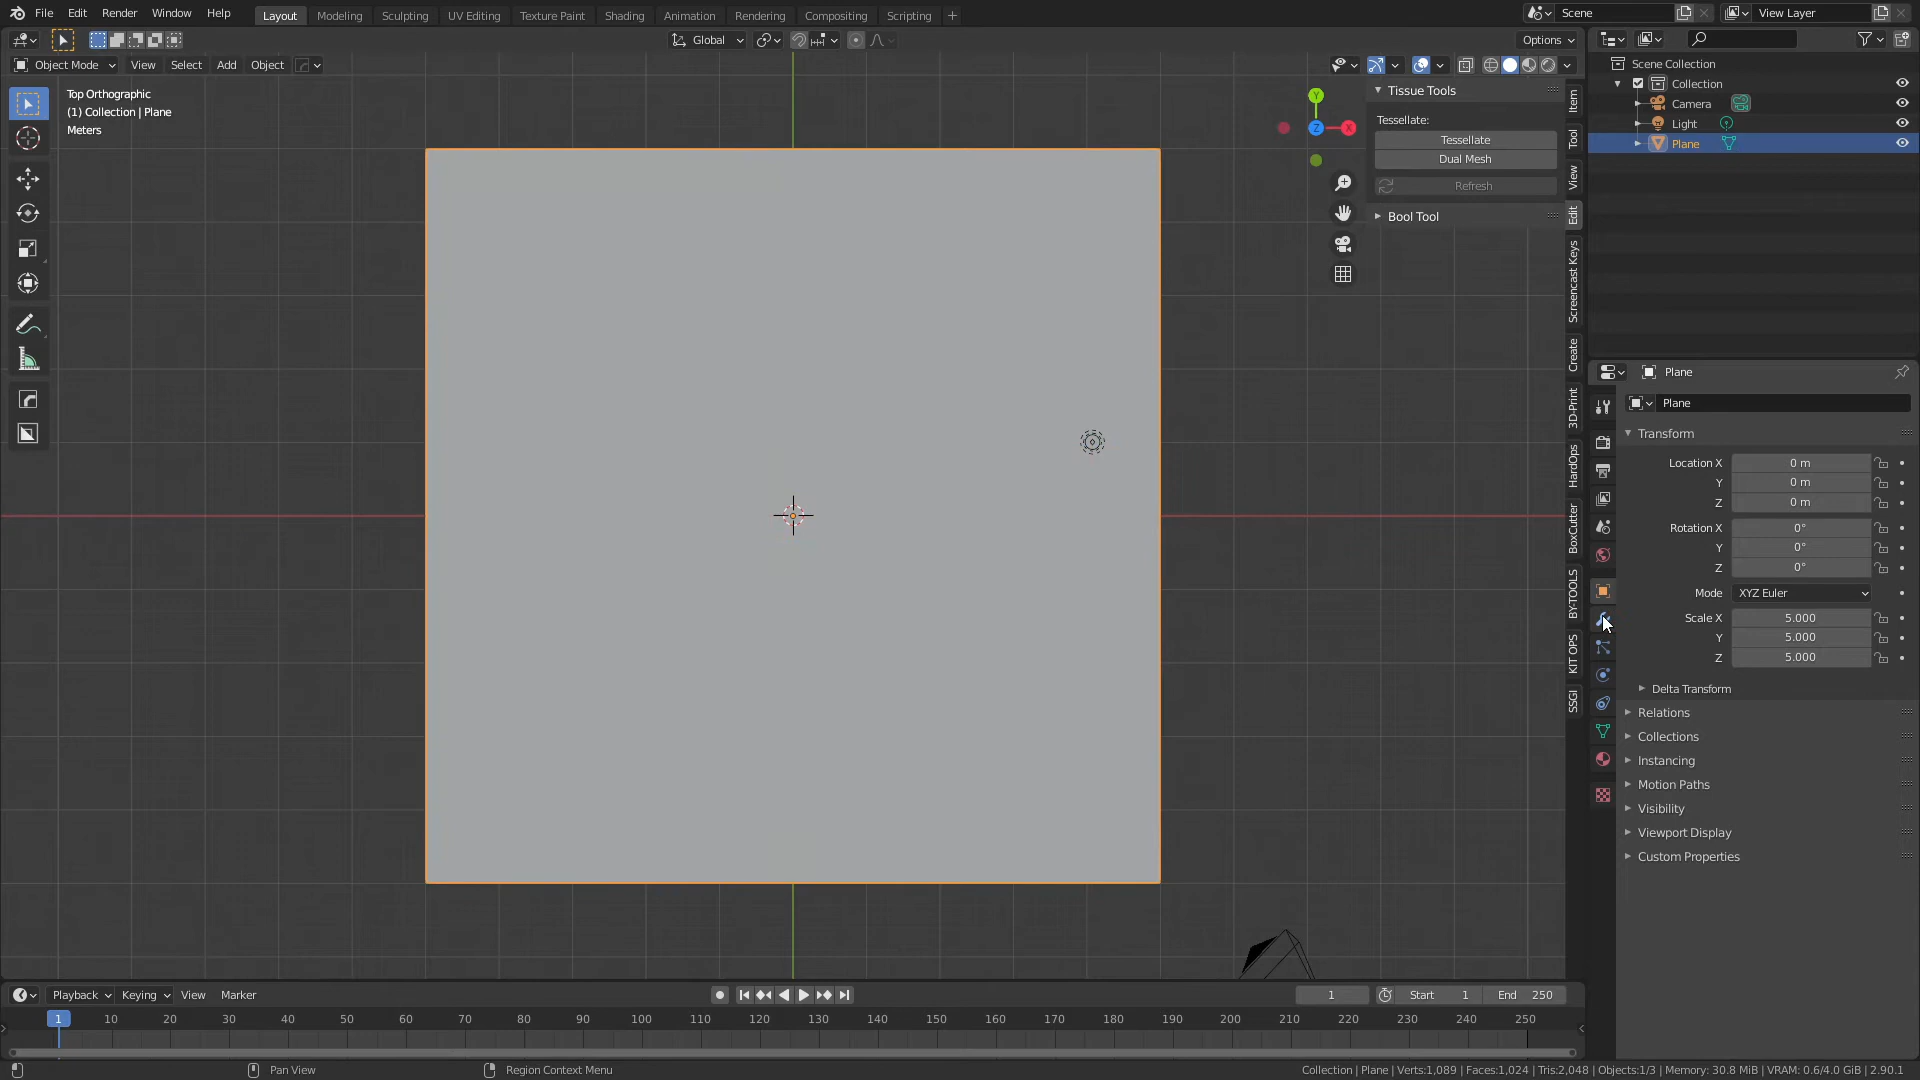 File Edit Render Window Help
Layout Modeling Sculpting UV Editing Texture Paint Shading Animation Rendering Compositing Scripting +
Scene
View Layer
Global
Options
Object Mode View Select Add Object
Top Orthographic
(1) Collection | Plane
Meters
Y
Z
X
Tissue Tools
Tessellate:
Tessellate
Dual Mesh
Refresh
Bool Tool
Item
Tool
View
Edit
Screencast Keys
Create
3D-Print
HardOps
BoxCutter
BY-TOOLS
KIT OPS
SSGI
Scene Collection
Collection
Camera
Light
Plane
Plane
Plane
Transform
Location X 0 m
Y 0 m
Z 0 m
Rotation X 0°
Y 0°
Z 0°
Mode XYZ Euler
Scale X 5.000
Y 5.000
Z 5.000
Delta Transform
Relations
Collections
Instancing
Motion Paths
Visibility
Viewport Display
Custom Properties
Playback Keying View Marker
1 Start 1 End 250
1 10 20 30 40 50 60 70 80 90 100 110 120 130 140 150 160 170 180 190 200 210 220 230 240 250
Pan View
Region Context Menu
Collection | Plane | Verts:1,089 | Faces:1,024 | Tris:2,048 | Objects:1/3 | Memory: 30.8 MiB | VRAM: 0.6/4.0 GiB | 2.90.1